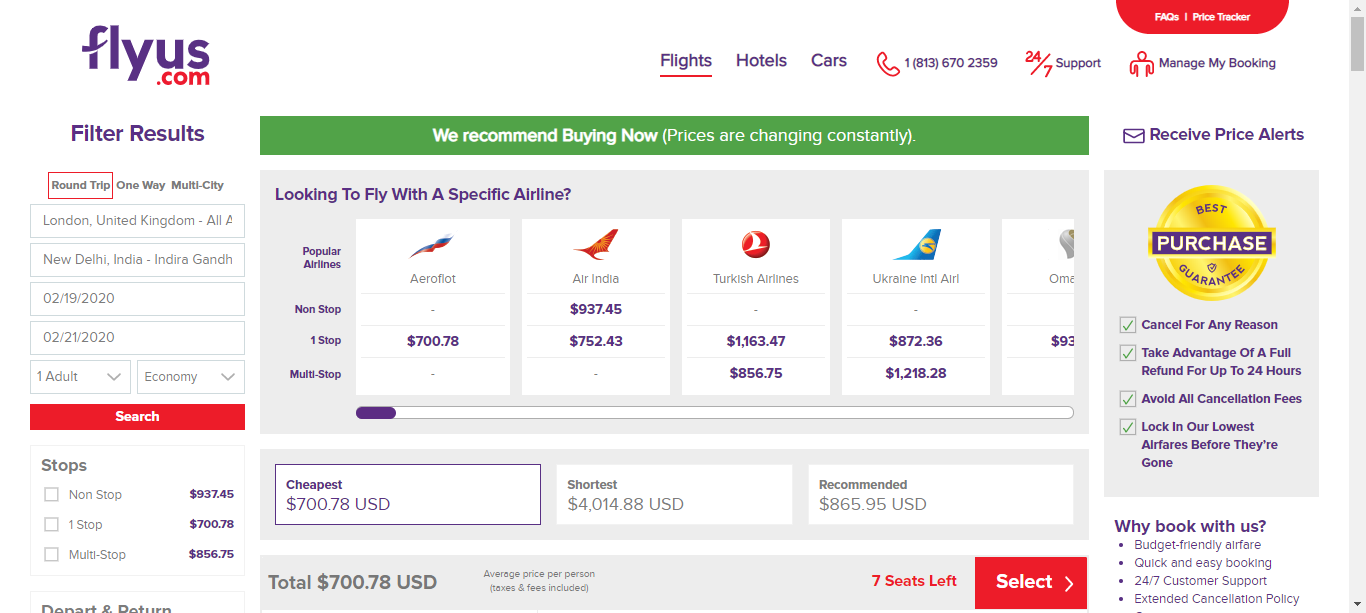 FAQs | Price Tracker
flyus
.com
Flights Hotels Cars 1 (813) 670 2359 24/7 Support Manage My Booking
Filter Results
Round Trip One Way Multi-City
London, United Kingdom - All A
New Delhi, India - Indira Gandh
02/19/2020
02/21/2020
1 Adult Economy
Search
Stops
Non Stop $937.45
1 Stop $700.78
Multi-Stop $856.75
Depart & Return
We recommend Buying Now (Prices are changing constantly).
Looking To Fly With A Specific Airline?
Popular
Airlines
Aeroflot Air India Turkish Airlines Ukraine Intl Airl Oma
Non Stop - $937.45 - -
1 Stop $700.78 $752.43 $1,163.47 $872.36 $93
Multi-Stop - - $856.75 $1,218.28
Cheapest Shortest Recommended
$700.78 USD $4,014.88 USD $865.95 USD
Total $700.78 USD
Average price per person
(taxes & fees included)
7 Seats Left
Select
Receive Price Alerts
BEST
PURCHASE
GUARANTEE
Cancel For Any Reason
Take Advantage Of A Full
Refund For Up To 24 Hours
Avoid All Cancellation Fees
Lock In Our Lowest
Airfares Before They're
Gone
Why book with us?
Budget-friendly airfare
Quick and easy booking
24/7 Customer Support
Extended Cancellation Policy